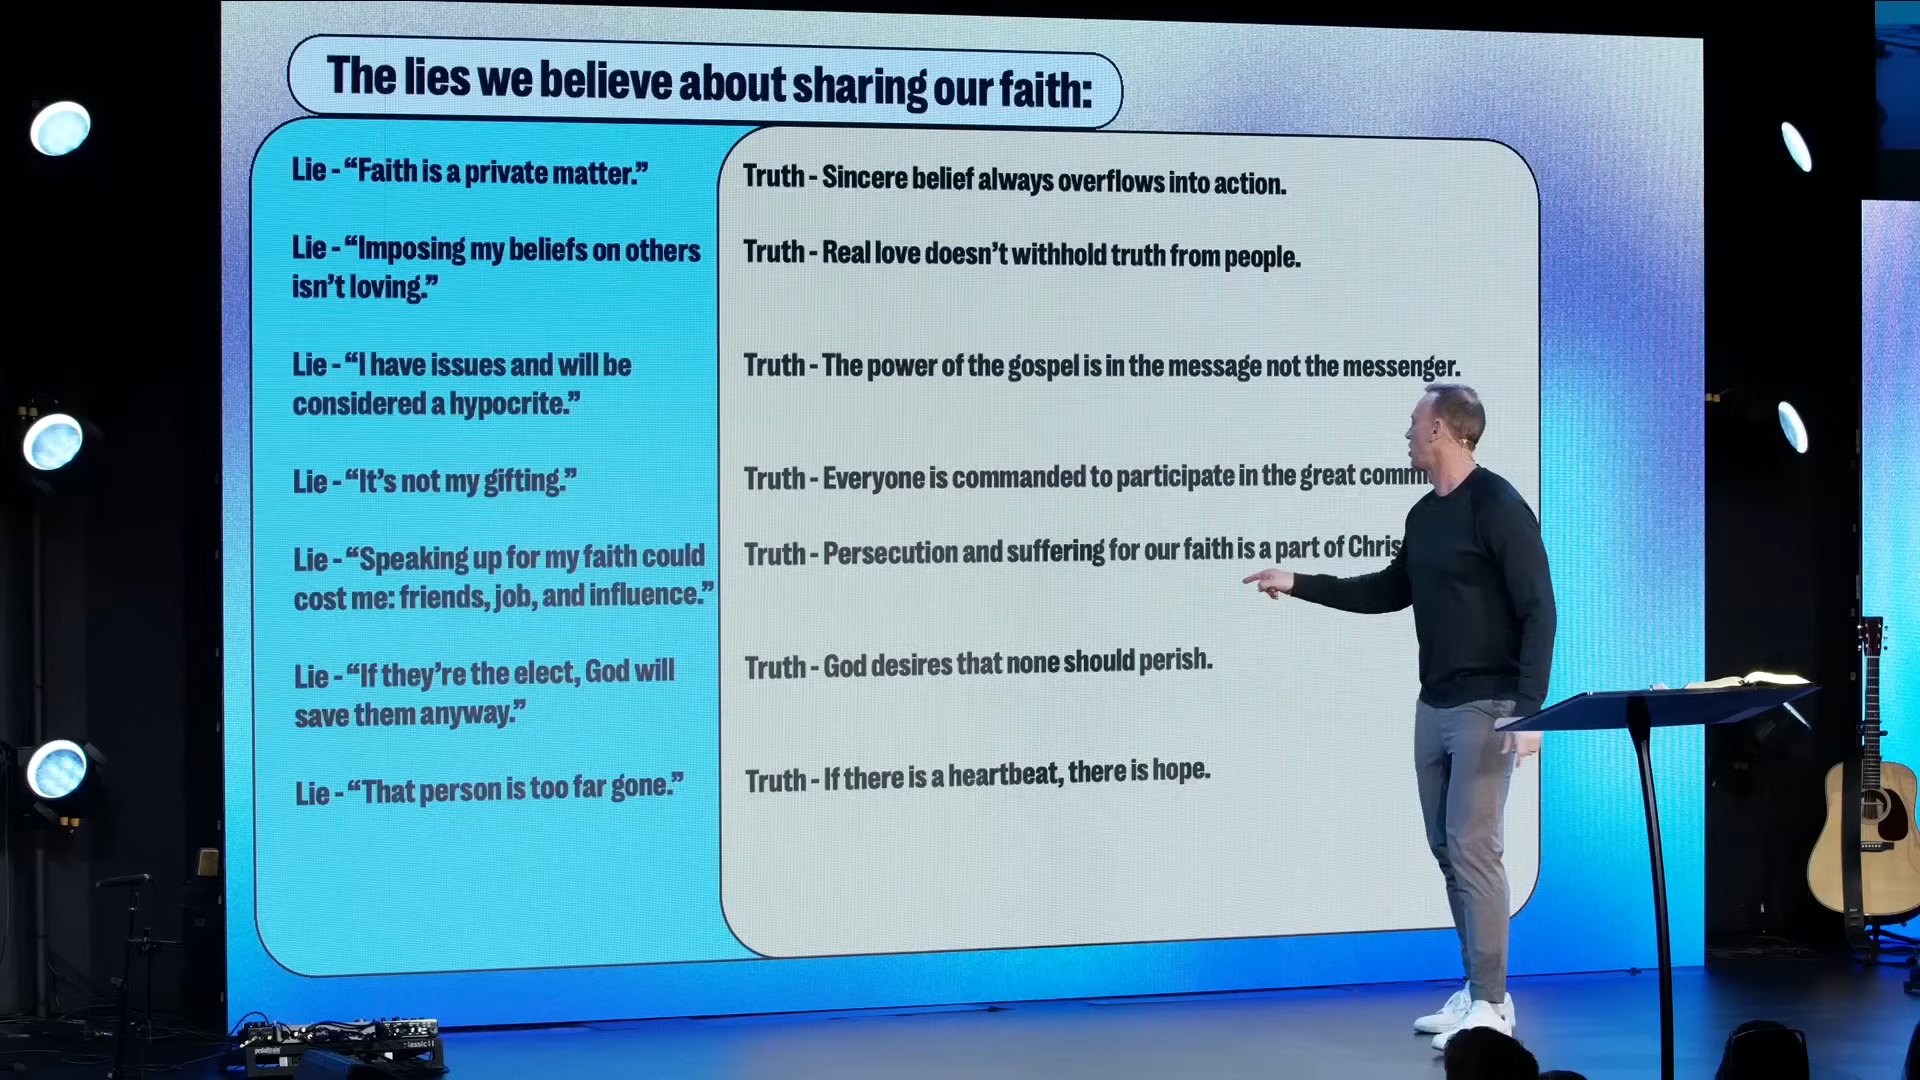 The lies we believe about sharing our faith:
Lie - “Faith is a private matter.”
Truth - Sincere belief always overflows into action.
Lie - “Imposing my beliefs on others
isn’t loving.”
Truth - Real love doesn’t withhold truth from people.
Lie - “I have issues and will be
considered a hypocrite.”
Truth - The power of the gospel is in the message not the messenger.
Lie - “It’s not my gifting.”
Truth - Everyone is commanded to participate in the great
Lie - “Speaking up for my faith could
cost me: friends, job, and influence.”
Truth - Persecution and suffering for our faith is a part of
Lie - “If they’re the elect, God will
save them anyway.”
Truth - God desires that none should perish.
Lie - “That person is too far gone.”
Truth - If there is a heartbeat, there is hope.
pedaltrain